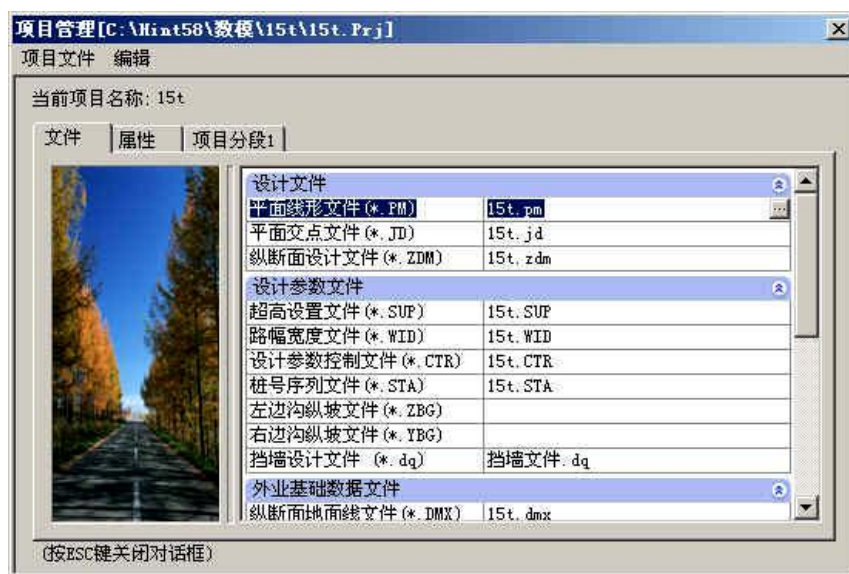 项目管理[C:\Hint58\数模\15t\15t.Prj]
项目文件 编辑
当前项目名称: 15t
文件 属性 项目分段1
设计文件
平面线形文件(*.PM) 15t.pm
平面交点文件(*.JD) 15t.jd
纵断面设计文件(*.ZDM) 15t.zdm
设计参数文件
超高设置文件(*.SUP) 15t.SUP
路幅宽度文件(*.WID) 15t.WID
设计参数控制文件(*.CTR) 15t.CTR
桩号序列文件(*.STA) 15t.STA
左边沟纵坡文件(*.ZBG)
右边沟纵坡文件(*.YBG)
挡墙设计文件 (*.dq) 挡墙文件.dq
外业基础数据文件
纵断面地面线文件(*.DMX) 15t.dmx
(按ESC键关闭对话框)